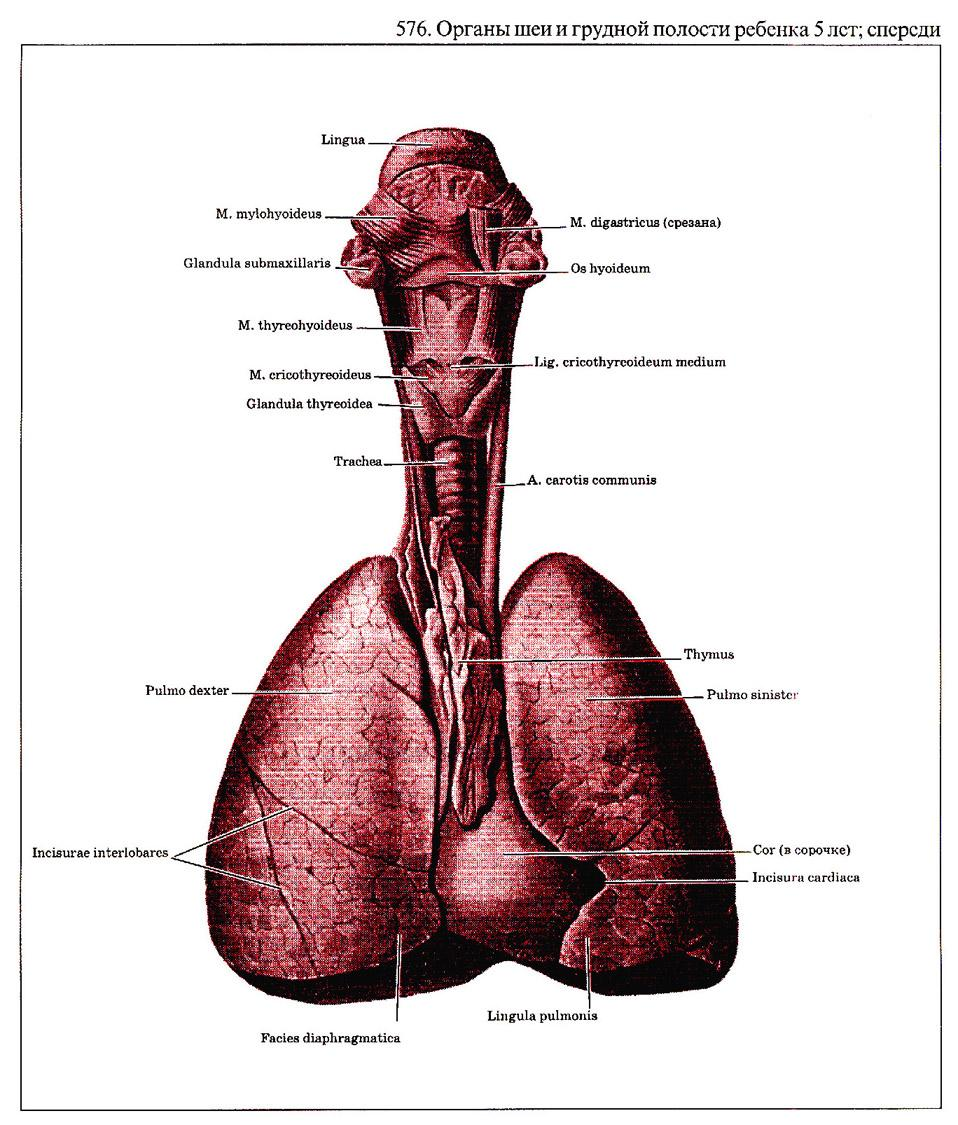 576. Органы шеи и грудной полости ребенка 5 лет; спереди
Lingua
M. mylohyoideus
M. digastricus (срезана)
Glandula submaxillaris
Os hyoideum
M. thyreohyoideus
Lig. cricothyreoideum medium
M. cricothyreoideus
Glandula thyreoidea
Trachea
A. carotis communis
Thymus
Pulmo dexter
Pulmo sinister
Incisurae interlobares
Cor (в сорочке)
Incisura cardiaca
Lingula pulmonis
Facies diaphragmatica